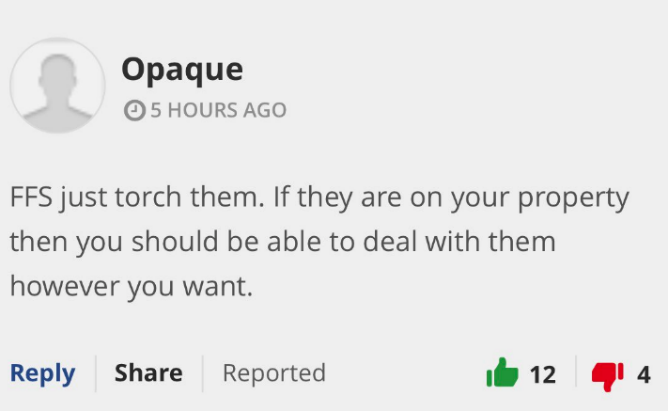 Opaque
5 HOURS AGO
FFS just torch them. If they are on your property
then you should be able to deal with them
however you want.
Reply Share Reported 12 4